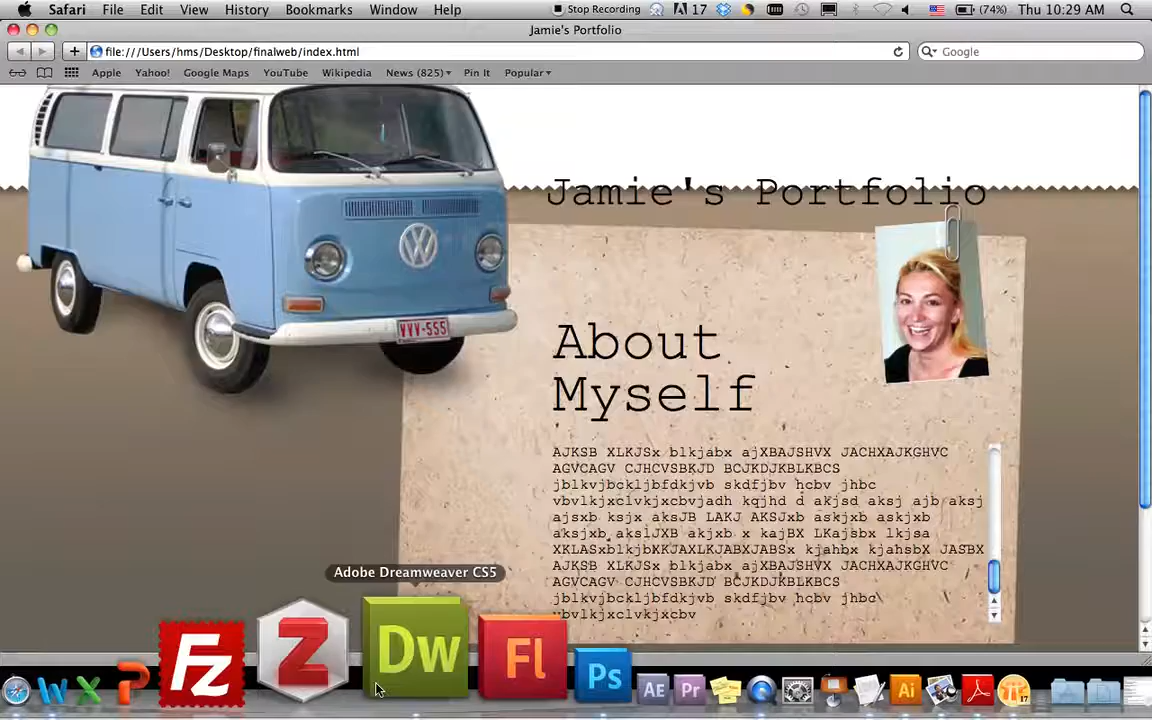 Safari File Edit View History Bookmarks Window Help Stop Recording 17 (74%) Thu 10:29 AM
Jamie's Portfolio
file:///Users/hms/Desktop/finalweb/index.html Google
Apple Yahoo! Google Maps YouTube Wikipedia News (825) Pin It Popular
Jamie's Portfolio
VVV-555
About
Myself
AJKSB XLKJSx blkjabx ajXBAJSHVX JACHXAJKGHVC
AGVCAGV CJHCVSBKJD BCJKDJKBLKBCS
jblkvjbckljbfdkjvb skdfjbv hcbv jhbc
vbvlkjxclvkjxcbvjadh kqjhd d akjsd aksj ajb aksj
ajsxb ksjx aksJB LAKJ AKSJxb askjxb askjxb
aksjxb akslJXB akjxb x kajBX LKajsbx lkjsa
XKLASxblkjbKKJAXLKJABXJABSx kjahbx kjahsbX JASBX
AJKSB XLKJSx blkjabx ajXBAJSHVX JACHXAJKGHVC
AGVCAGV CJHCVSBKJD BCJKDJKBLKBCS
jblkvjbckljbfdkjvb skdfjbv hcbv jhbc\
vbvlkjxclvkjxcbv
Adobe Dreamweaver CS5
W X P Fz Z Dw Fl Ps AE Pr Ai 17